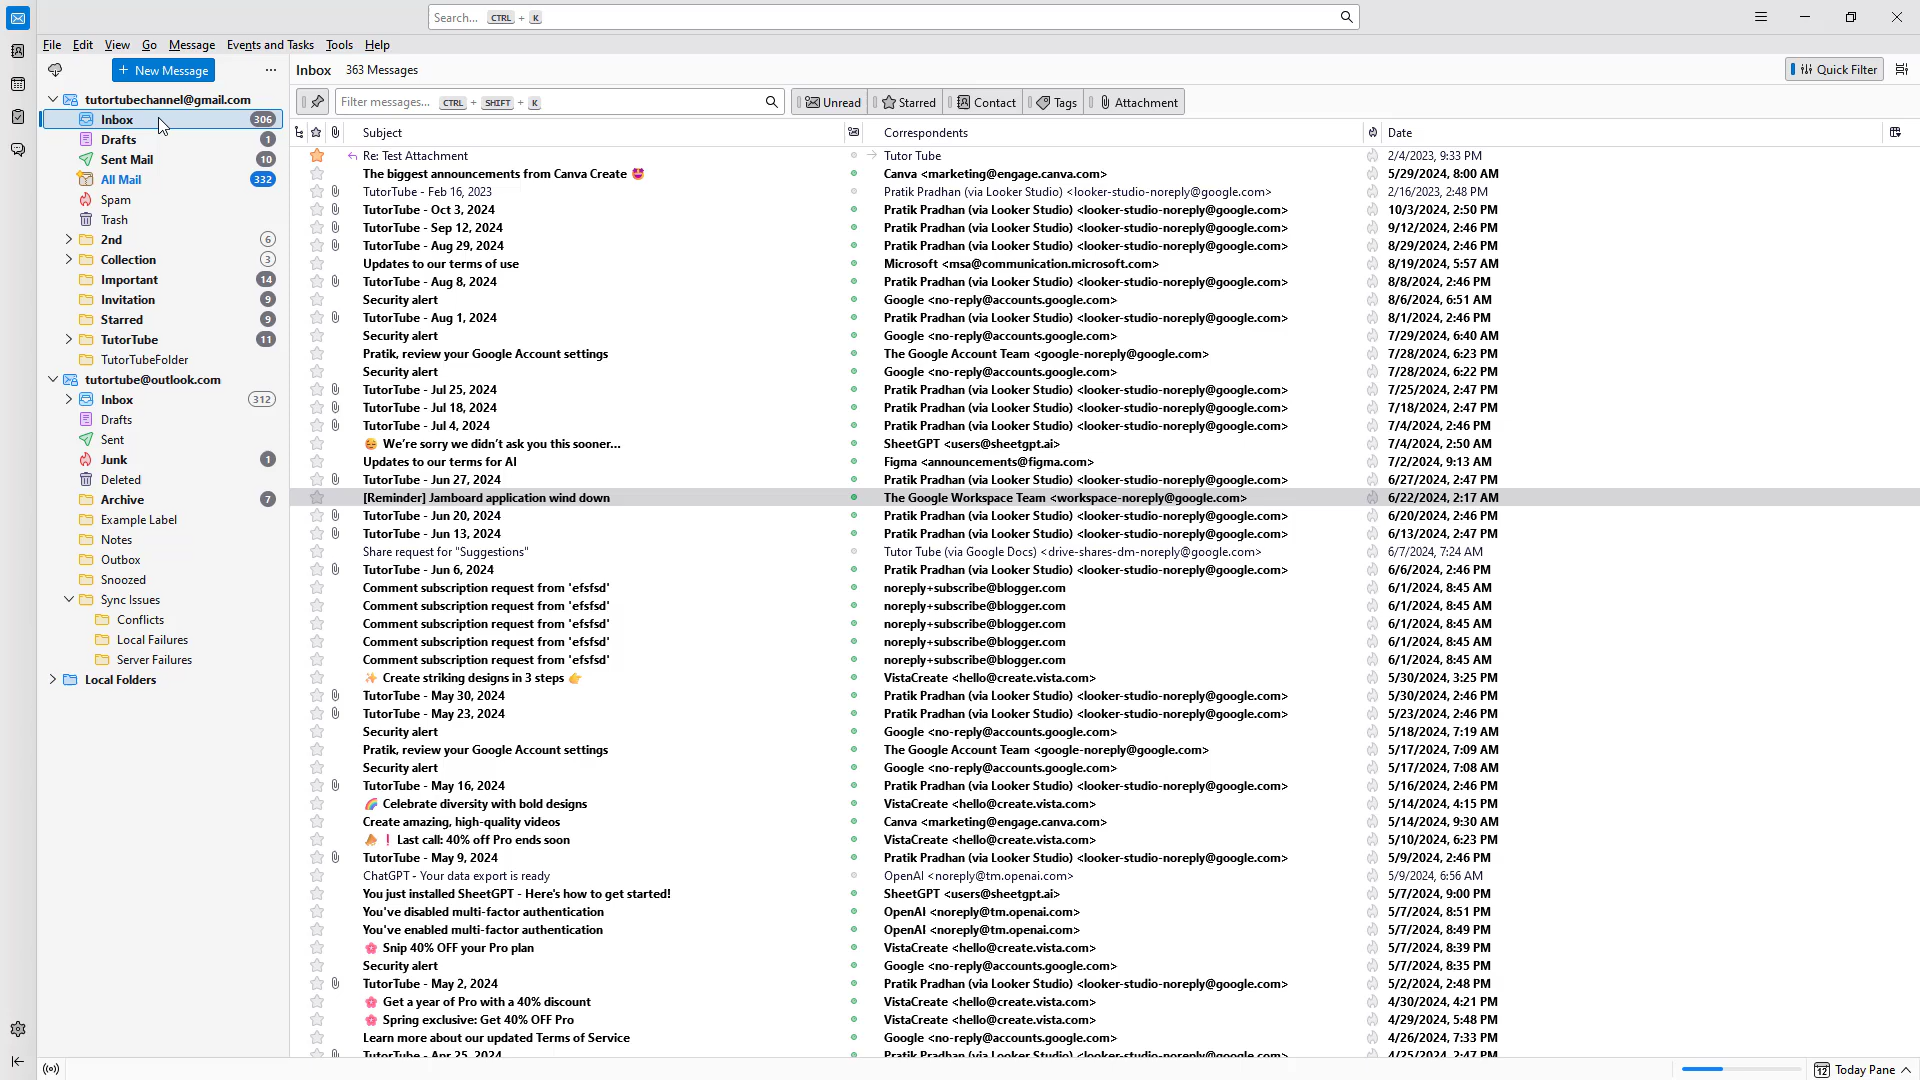 Search... CTRL + K
File Edit View Go Message Events and Tasks Tools Help
New Message
Inbox 363 Messages
Quick Filter
Filter messages... CTRL + SHIFT + K
Unread Starred Contact Tags Attachment
tutortubechannel@gmail.com
Inbox 306
Drafts 1
Sent Mail 10
All Mail 332
Spam
Trash
2nd 6
Collection 3
Important 14
Invitation 9
Starred 9
TutorTube 11
TutorTubeFolder
tutortube@outlook.com
Inbox 312
Drafts
Sent
Junk 1
Deleted
Archive 7
Example Label
Notes
Outbox
Snoozed
Sync Issues
Conflicts
Local Failures
Server Failures
Local Folders
Subject Correspondents Date
Re: Test Attachment Tutor Tube 2/4/2023, 9:33 PM
The biggest announcements from Canva Create 🤩 Canva <marketing@engage.canva.com> 5/29/2024, 8:00 AM
TutorTube - Feb 16, 2023 Pratik Pradhan (via Looker Studio) <looker-studio-noreply@google.com> 2/16/2023, 2:48 PM
TutorTube - Oct 3, 2024 Pratik Pradhan (via Looker Studio) <looker-studio-noreply@google.com> 10/3/2024, 2:50 PM
TutorTube - Sep 12, 2024 Pratik Pradhan (via Looker Studio) <looker-studio-noreply@google.com> 9/12/2024, 2:46 PM
TutorTube - Aug 29, 2024 Pratik Pradhan (via Looker Studio) <looker-studio-noreply@google.com> 8/29/2024, 2:46 PM
Updates to our terms of use Microsoft <msa@communication.microsoft.com> 8/19/2024, 5:57 AM
TutorTube - Aug 8, 2024 Pratik Pradhan (via Looker Studio) <looker-studio-noreply@google.com> 8/8/2024, 2:46 PM
Security alert Google <no-reply@accounts.google.com> 8/6/2024, 6:51 AM
TutorTube - Aug 1, 2024 Pratik Pradhan (via Looker Studio) <looker-studio-noreply@google.com> 8/1/2024, 2:46 PM
Security alert Google <no-reply@accounts.google.com> 7/29/2024, 6:40 AM
Pratik, review your Google Account settings The Google Account Team <google-noreply@google.com> 7/28/2024, 6:23 PM
Security alert Google <no-reply@accounts.google.com> 7/28/2024, 6:22 PM
TutorTube - Jul 25, 2024 Pratik Pradhan (via Looker Studio) <looker-studio-noreply@google.com> 7/25/2024, 2:47 PM
TutorTube - Jul 18, 2024 Pratik Pradhan (via Looker Studio) <looker-studio-noreply@google.com> 7/18/2024, 2:47 PM
TutorTube - Jul 4, 2024 Pratik Pradhan (via Looker Studio) <looker-studio-noreply@google.com> 7/4/2024, 2:46 PM
We're sorry we didn't ask you this sooner... SheetGPT <users@sheetgpt.ai> 7/4/2024, 2:50 AM
Updates to our terms for AI Figma <announcements@figma.com> 7/2/2024, 9:13 AM
TutorTube - Jun 27, 2024 Pratik Pradhan (via Looker Studio) <looker-studio-noreply@google.com> 6/27/2024, 2:47 PM
[Reminder] Jamboard application wind down The Google Workspace Team <workspace-noreply@google.com> 6/22/2024, 2:17 AM
TutorTube - Jun 20, 2024 Pratik Pradhan (via Looker Studio) <looker-studio-noreply@google.com> 6/20/2024, 2:46 PM
TutorTube - Jun 13, 2024 Pratik Pradhan (via Looker Studio) <looker-studio-noreply@google.com> 6/13/2024, 2:47 PM
Share request for "Suggestions" Tutor Tube (via Google Docs) <drive-shares-dm-noreply@google.com> 6/7/2024, 7:24 AM
TutorTube - Jun 6, 2024 Pratik Pradhan (via Looker Studio) <looker-studio-noreply@google.com> 6/6/2024, 2:46 PM
Comment subscription request from 'efsfsd' noreply+subscribe@blogger.com 6/1/2024, 8:45 AM
Comment subscription request from 'efsfsd' noreply+subscribe@blogger.com 6/1/2024, 8:45 AM
Comment subscription request from 'efsfsd' noreply+subscribe@blogger.com 6/1/2024, 8:45 AM
Comment subscription request from 'efsfsd' noreply+subscribe@blogger.com 6/1/2024, 8:45 AM
Comment subscription request from 'efsfsd' noreply+subscribe@blogger.com 6/1/2024, 8:45 AM
✨ Create striking designs in 3 steps 👉 VistaCreate <hello@create.vista.com> 5/30/2024, 3:25 PM
TutorTube - May 30, 2024 Pratik Pradhan (via Looker Studio) <looker-studio-noreply@google.com> 5/30/2024, 2:46 PM
TutorTube - May 23, 2024 Pratik Pradhan (via Looker Studio) <looker-studio-noreply@google.com> 5/23/2024, 2:46 PM
Security alert Google <no-reply@accounts.google.com> 5/18/2024, 7:19 AM
Pratik, review your Google Account settings The Google Account Team <google-noreply@google.com> 5/17/2024, 7:09 AM
Security alert Google <no-reply@accounts.google.com> 5/17/2024, 7:08 AM
TutorTube - May 16, 2024 Pratik Pradhan (via Looker Studio) <looker-studio-noreply@google.com> 5/16/2024, 2:46 PM
🌈 Celebrate diversity with bold designs VistaCreate <hello@create.vista.com> 5/14/2024, 4:15 PM
Create amazing, high-quality videos Canva <marketing@engage.canva.com> 5/14/2024, 9:30 AM
📣❗ Last call: 40% off Pro ends soon VistaCreate <hello@create.vista.com> 5/10/2024, 6:23 PM
TutorTube - May 9, 2024 Pratik Pradhan (via Looker Studio) <looker-studio-noreply@google.com> 5/9/2024, 2:46 PM
ChatGPT - Your data export is ready OpenAI <noreply@tm.openai.com> 5/9/2024, 6:56 AM
You just installed SheetGPT - Here's how to get started! SheetGPT <users@sheetgpt.ai> 5/7/2024, 9:00 PM
You've disabled multi-factor authentication OpenAI <noreply@tm.openai.com> 5/7/2024, 8:51 PM
You've enabled multi-factor authentication OpenAI <noreply@tm.openai.com> 5/7/2024, 8:49 PM
🌸 Snip 40% OFF your Pro plan VistaCreate <hello@create.vista.com> 5/7/2024, 8:39 PM
Security alert Google <no-reply@accounts.google.com> 5/7/2024, 8:35 PM
TutorTube - May 2, 2024 Pratik Pradhan (via Looker Studio) <looker-studio-noreply@google.com> 5/2/2024, 2:48 PM
🌸 Get a year of Pro with a 40% discount VistaCreate <hello@create.vista.com> 4/30/2024, 4:21 PM
🌸 Spring exclusive: Get 40% OFF Pro VistaCreate <hello@create.vista.com> 4/29/2024, 5:48 PM
Learn more about our updated Terms of Service Google <no-reply@accounts.google.com> 4/26/2024, 7:33 PM
TutorTube - Apr 25, 2024 Pratik Pradhan (via Looker Studio) <looker-studio-noreply@google.com> 4/25/2024, 2:47 PM
12 Today Pane